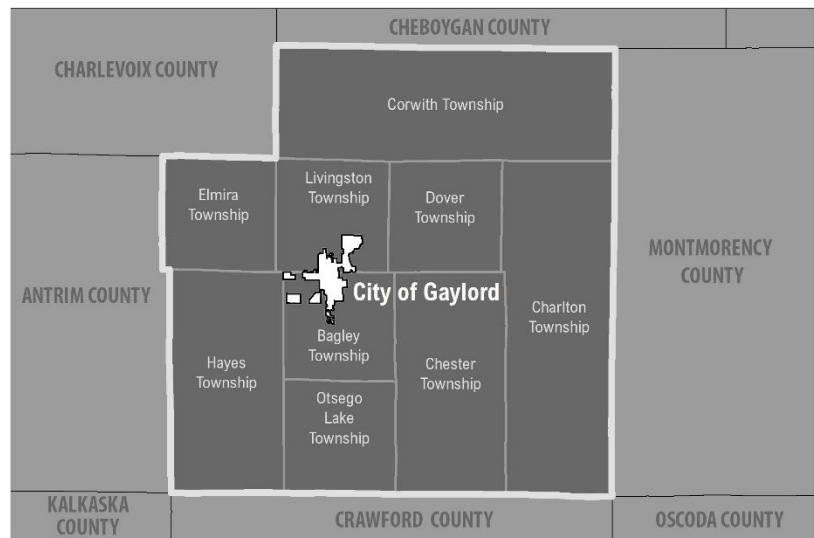 CHEBOYGAN COUNTY
CHARLEVOIX COUNTY
Corwith Township
Elmira
Township
Livingston
Township
Dover
Township
MONTMORENCY
COUNTY
ANTRIM COUNTY
City of Gaylord
Charlton
Township
Hayes
Township
Bagley
Township
Chester
Township
Otsego
Lake
Township
KALKASKA
COUNTY
CRAWFORD COUNTY
OSCODA COUNTY